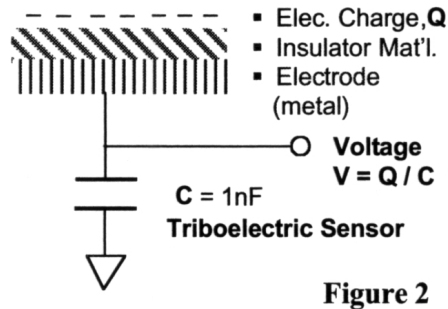 ▪ Elec. Charge,Q
▪ Insulator Mat'l.
▪ Electrode
(metal)
Voltage
V = Q / C
C = 1nF
Triboelectric Sensor
Figure 2